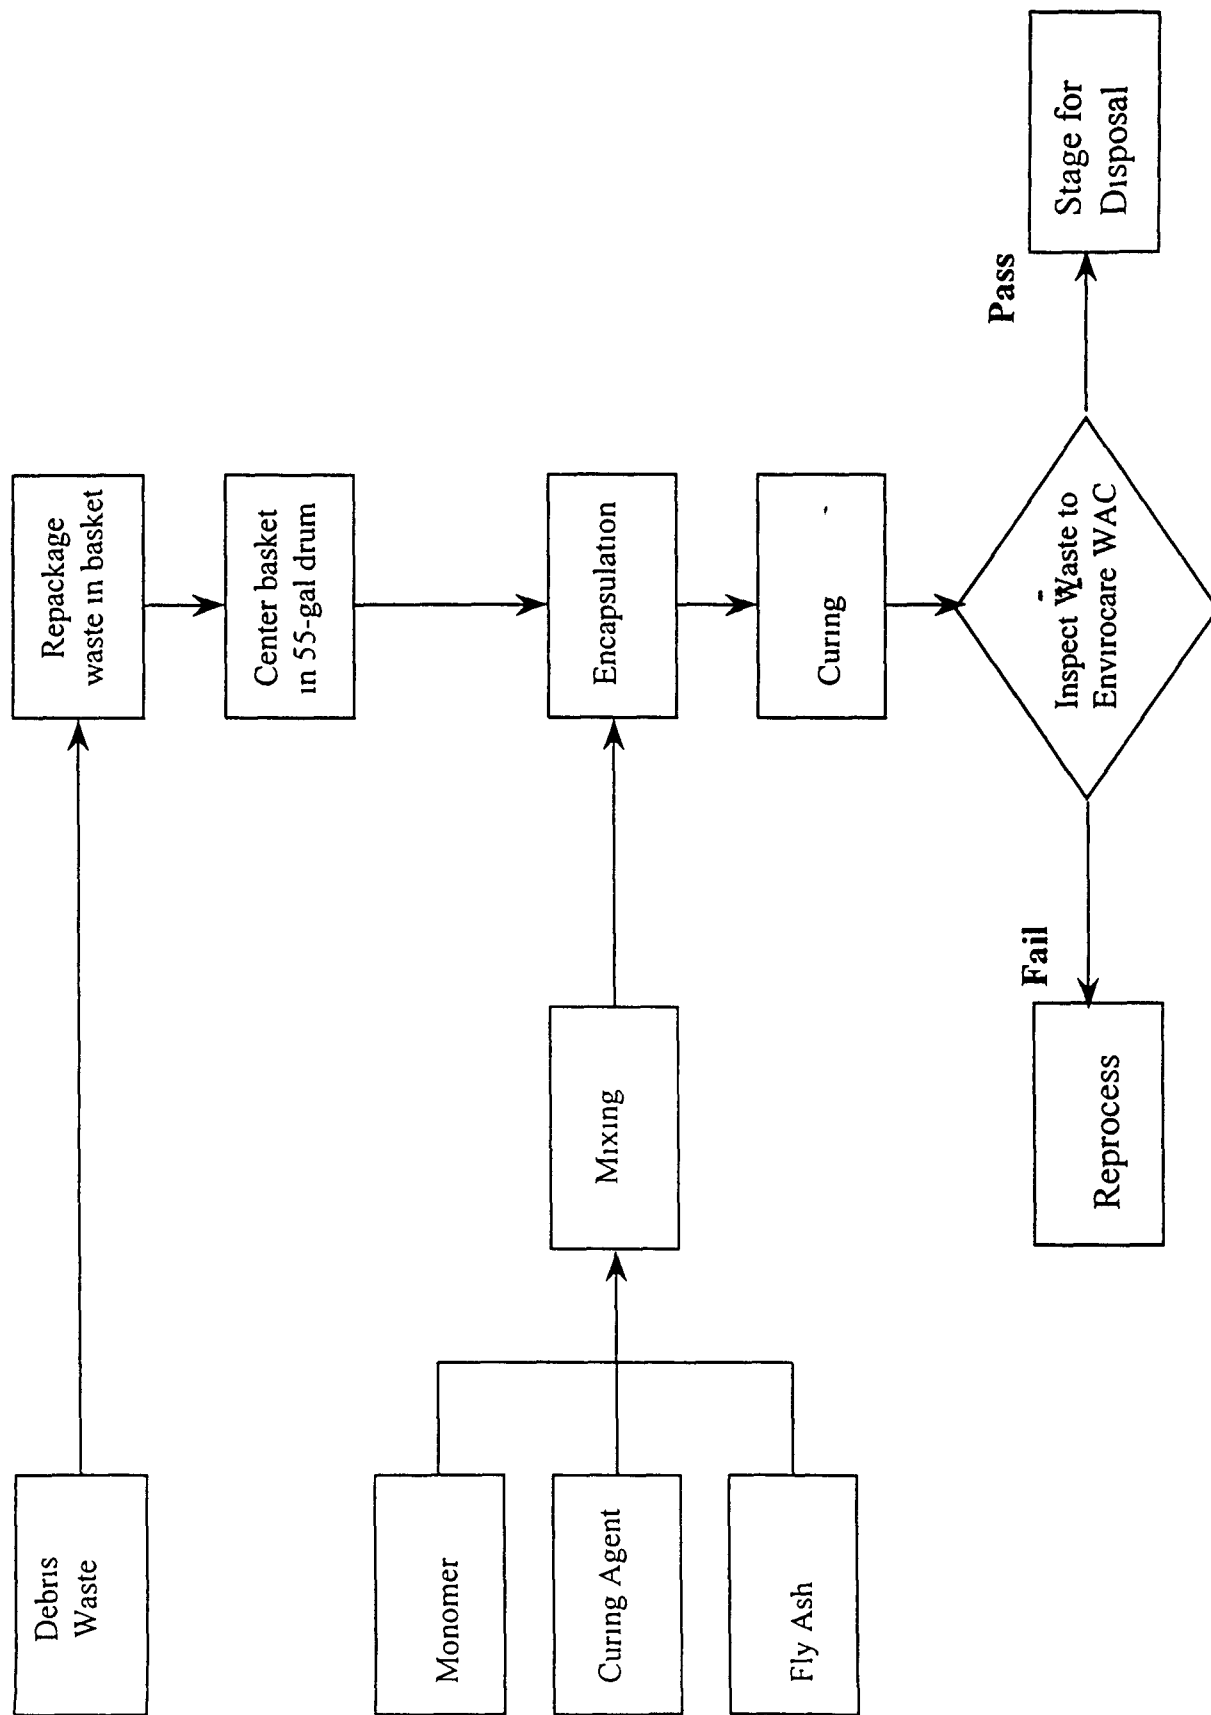 Debris
Waste
Repackage
waste in basket
Center basket
in 55-gal drum
Monomer
Curing Agent
Fly Ash
Mixing
Encapsulation
Curing
Inspect Waste to
Envirocare WAC
Fail
Reprocess
Pass
Stage for
Disposal